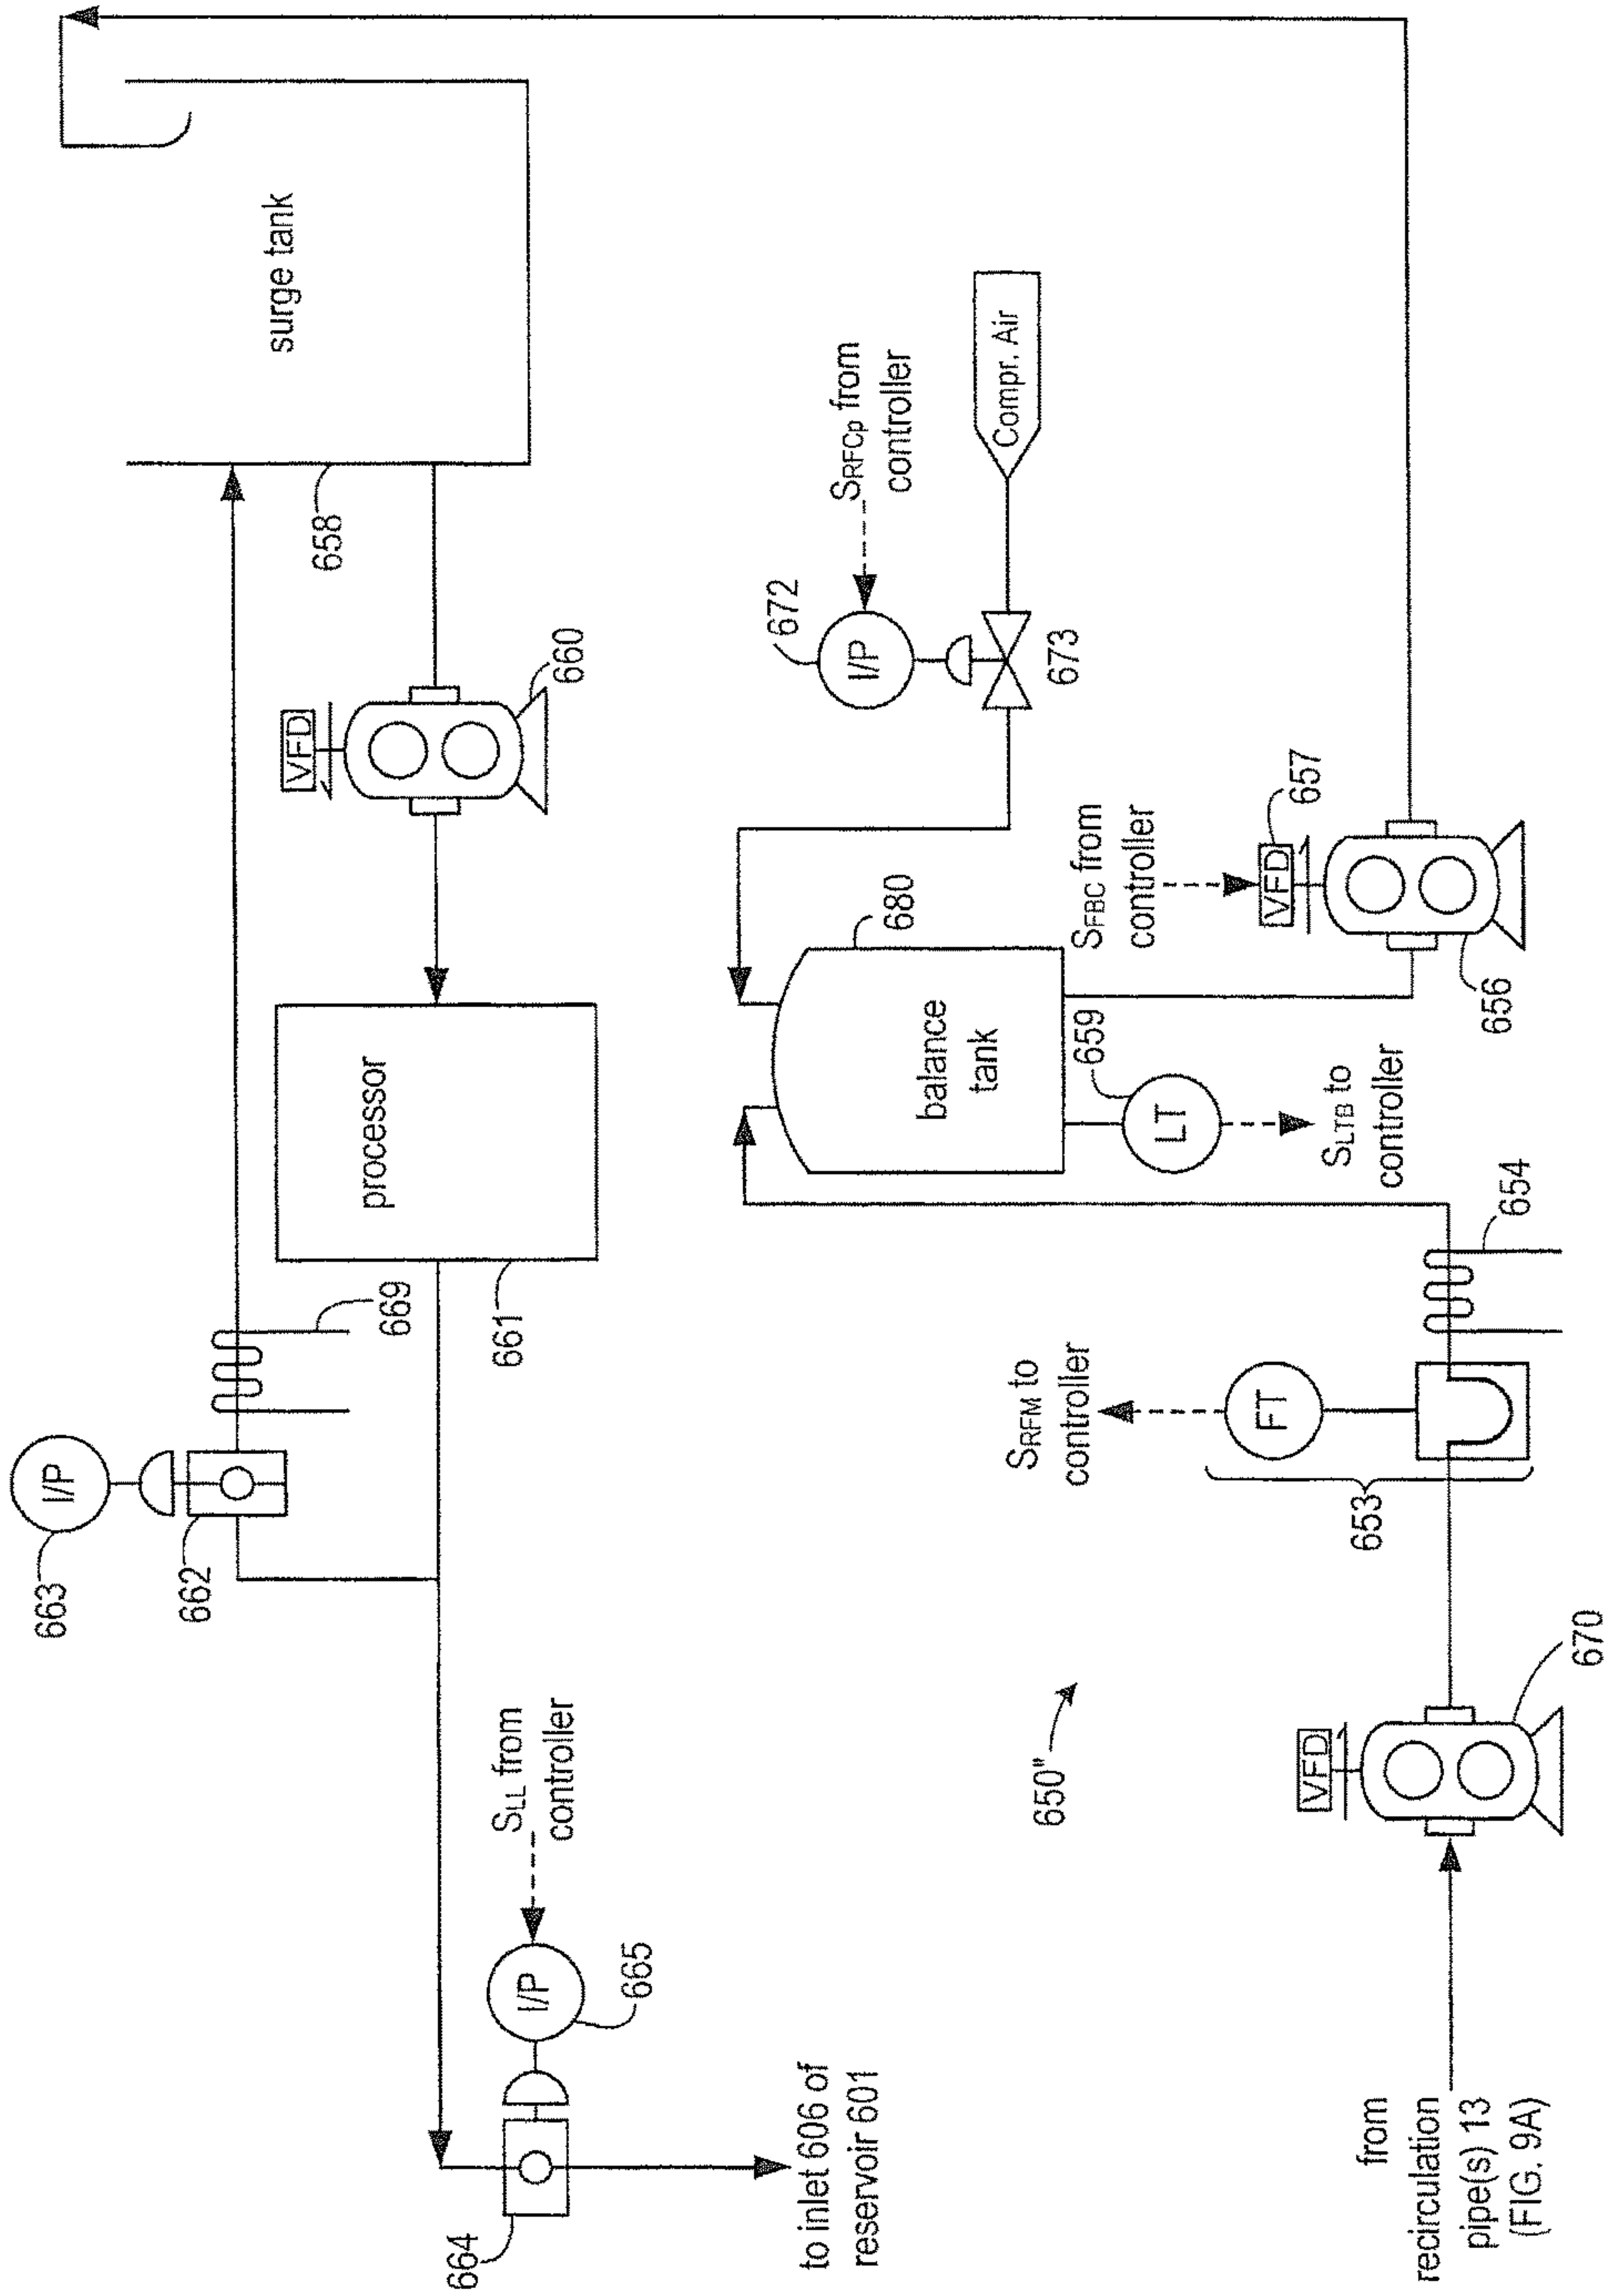 surge tank
658
VFD
660
processor
661
669
I/P
663
662
SLL from
controller
I/P
665
664
to inlet 606 of
reservoir 601
SRFCp from
controller
672
I/P
673
Compr. Air
balance
tank
680
SFBC from
controller
VFD
657
656
659
LT
SLTB to
controller
654
SRFM to
controller
FT
653
650"
VFD
670
from
recirculation
pipe(s) 13
(FIG. 9A)